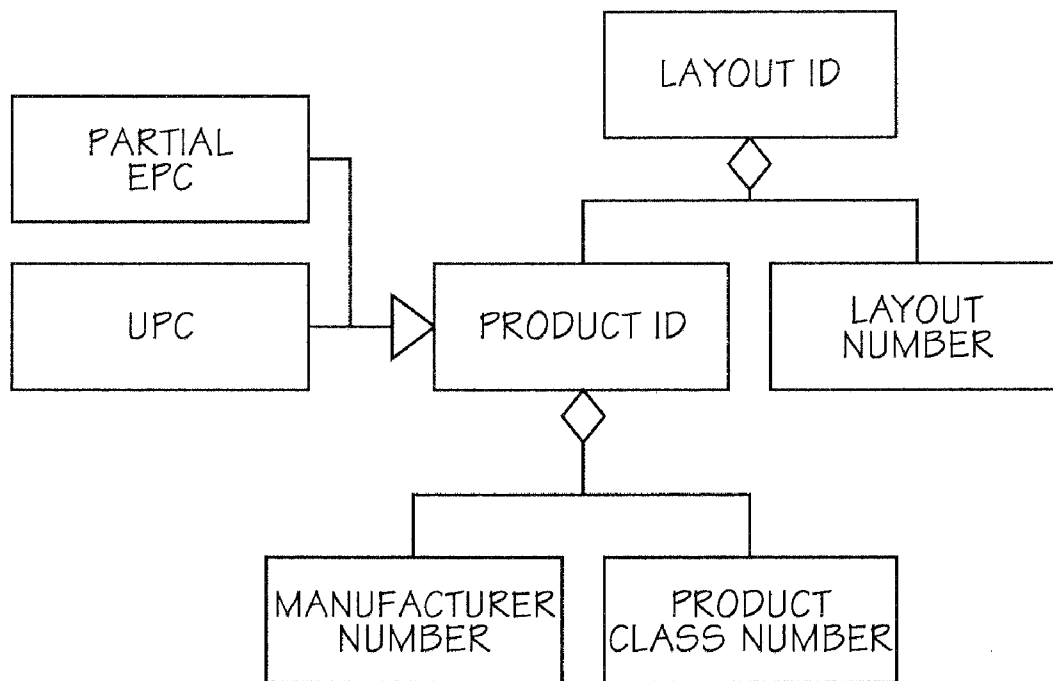 LAYOUT ID
PARTIAL
EPC
UPC
PRODUCT ID
LAYOUT
NUMBER
MANUFACTURER
NUMBER
PRODUCT
CLASS NUMBER